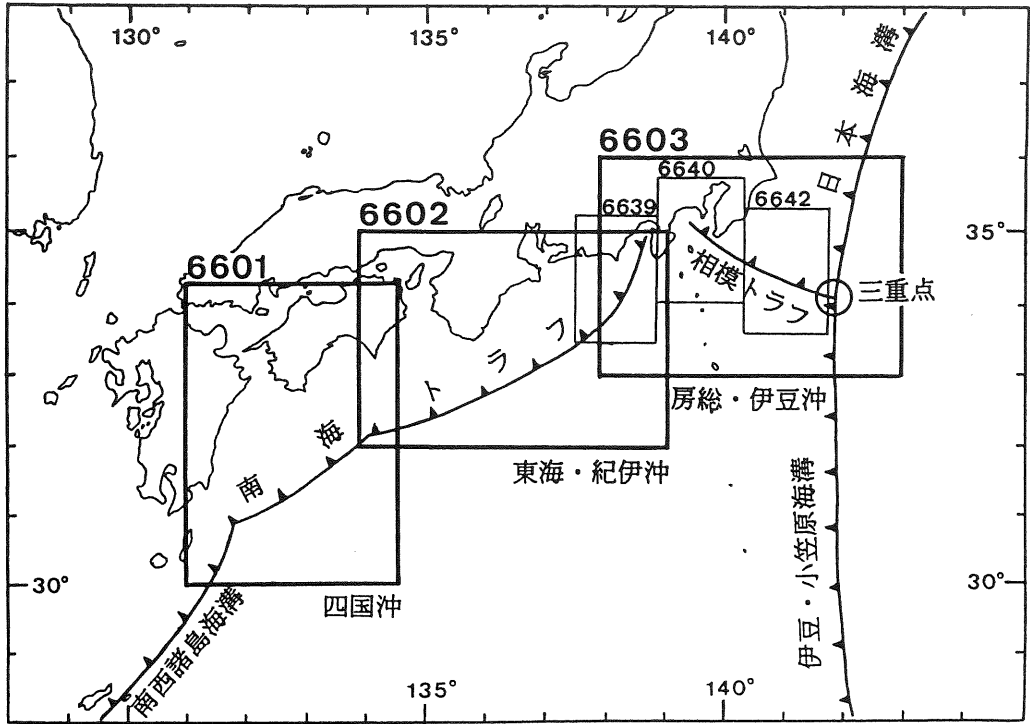 130°
135°
140°
日本海溝
6603
6640
6639
6642
6602
35°
6601
相模トラフ
三重点
南海トラフ
房総・伊豆沖
東海・紀伊沖
伊豆・小笠原海溝
30°
30°
四国沖
南西諸島海溝
135°
140°